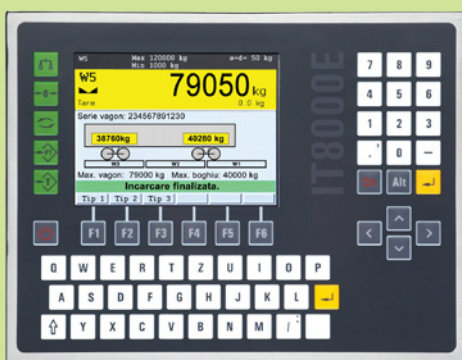 W5 Max 120000 kg e=d= 50 kg
Min 1000 kg
W5 79050 kg
Tare 0.0 kg
Serie vagon: 234567891230
38760kg 40280 kg
W3 W2 W1
Max. vagon: 79000 kg Max. boghiu: 40000 kg
Incarcare finalizata.
Tip 1 Tip 2 Tip 3
F1 F2 F3 F4 F5 F6
IT8000E
7 8 9
4 5 6
1 2 3
. 0 —
Alt
Q W E R T Z U I O P
A S D F G H J K L
Y X C V B N M / :